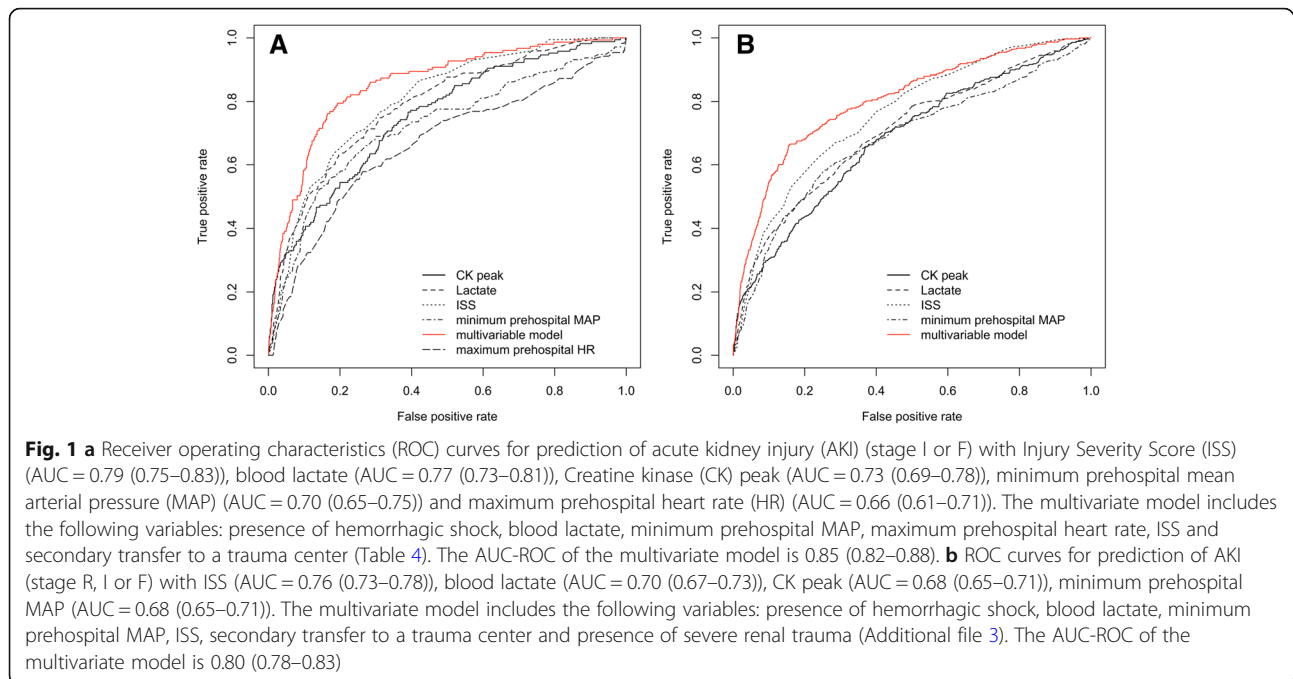 A
True positive rate
1.0
0.8
0.6
0.4
0.2
0.0
CK peak
Lactate
ISS
minimum prehospital MAP
multivariable model
maximum prehospital HR
0.0 0.2 0.4 0.6 0.8 1.0
False positive rate
B
True positive rate
1.0
0.8
0.6
0.4
0.2
0.0
CK peak
Lactate
ISS
minimum prehospital MAP
multivariable model
0.0 0.2 0.4 0.6 0.8 1.0
False positive rate
Fig. 1 a Receiver operating characteristics (ROC) curves for prediction of acute kidney injury (AKI) (stage I or F) with Injury Severity Score (ISS)
(AUC = 0.79 (0.75–0.83)), blood lactate (AUC = 0.77 (0.73–0.81)), Creatine kinase (CK) peak (AUC = 0.73 (0.69–0.78)), minimum prehospital mean
arterial pressure (MAP) (AUC = 0.70 (0.65–0.75)) and maximum prehospital heart rate (HR) (AUC = 0.66 (0.61–0.71)). The multivariate model includes
the following variables: presence of hemorrhagic shock, blood lactate, minimum prehospital MAP, maximum prehospital heart rate, ISS and
secondary transfer to a trauma center (Table 4). The AUC-ROC of the multivariate model is 0.85 (0.82–0.88). b ROC curves for prediction of AKI
(stage R, I or F) with ISS (AUC = 0.76 (0.73–0.78)), blood lactate (AUC = 0.70 (0.67–0.73)), CK peak (AUC = 0.68 (0.65–0.71)), minimum prehospital
MAP (AUC = 0.68 (0.65–0.71)). The multivariate model includes the following variables: presence of hemorrhagic shock, blood lactate, minimum
prehospital MAP, ISS, secondary transfer to a trauma center and presence of severe renal trauma (Additional file 3). The AUC-ROC of the
multivariate model is 0.80 (0.78–0.83)